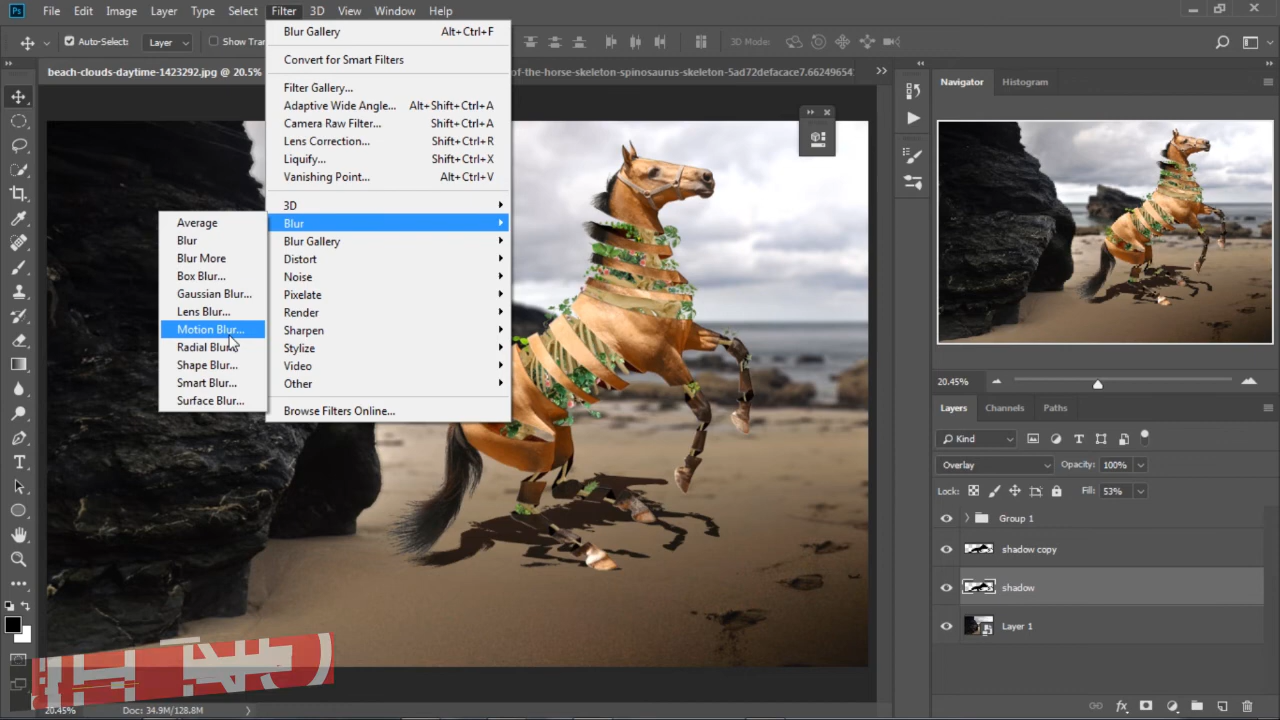 Ps File Edit Image Layer Type Select Filter 3D View Window Help
Auto-Select: Layer Show Tra
3D Mode:
beach-clouds-daytime-1423292.jpg @ 20.5%
of-the-horse-skeleton-spinosaurus-skeleton-5ad72defacace7.6624965
Blur Gallery Alt+Ctrl+F
Convert for Smart Filters
Filter Gallery...
Adaptive Wide Angle... Alt+Shift+Ctrl+A
Camera Raw Filter... Shift+Ctrl+A
Lens Correction... Shift+Ctrl+R
Liquify... Shift+Ctrl+X
Vanishing Point... Alt+Ctrl+V
3D
Blur
Blur Gallery
Distort
Noise
Pixelate
Render
Sharpen
Stylize
Video
Other
Browse Filters Online...
Average
Blur
Blur More
Box Blur...
Gaussian Blur...
Lens Blur...
Motion Blur...
Radial Blur
Shape Blur...
Smart Blur...
Surface Blur...
Navigator Histogram
20.45%
Layers Channels Paths
Kind
Overlay Opacity: 100%
Lock: Fill: 53%
Group 1
shadow copy
shadow
Layer 1
fx
20.45% Doc: 34.9M/128.8M